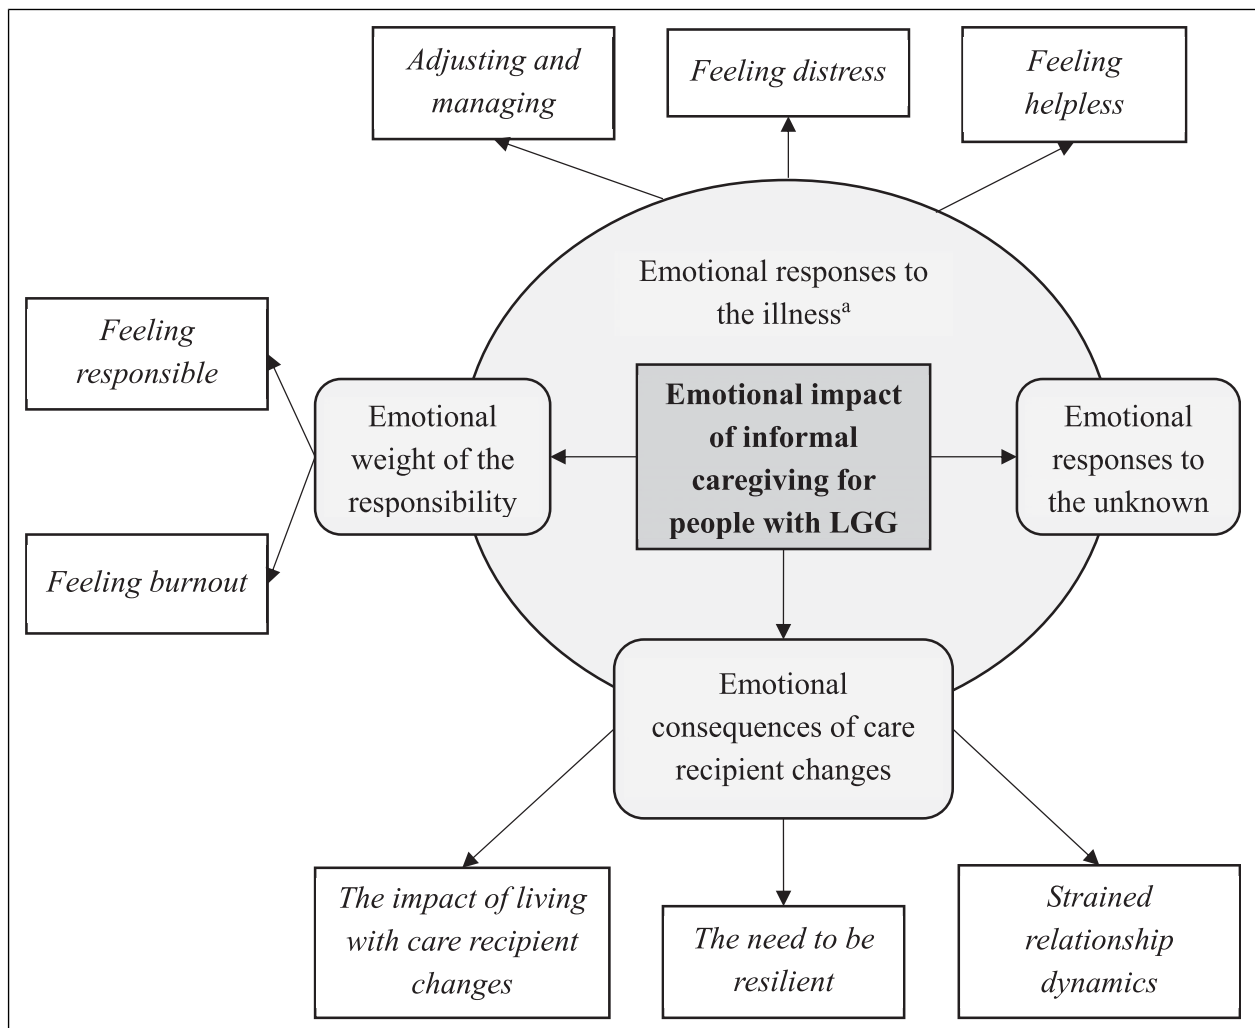 Adjusting and
managing
Feeling distress
Feeling
helpless
Emotional responses to
the illnessᵃ
Feeling
responsible
Emotional
weight of the
responsibility
Emotional impact
of informal
caregiving for
people with LGG
Emotional
responses to
the unknown
Feeling burnout
Emotional
consequences of care
recipient changes
The impact of living
with care recipient
changes
The need to be
resilient
Strained
relationship
dynamics